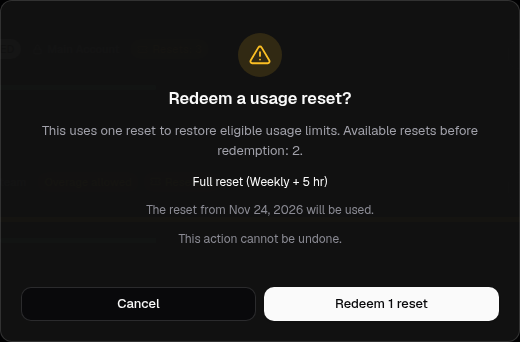 Redeem a usage reset?
This uses one reset to restore eligible usage limits. Available resets before
redemption: 2.
Full reset (Weekly + 5 hr)
The reset from Nov 24, 2026 will be used.
This action cannot be undone.
Cancel
Redeem 1 reset